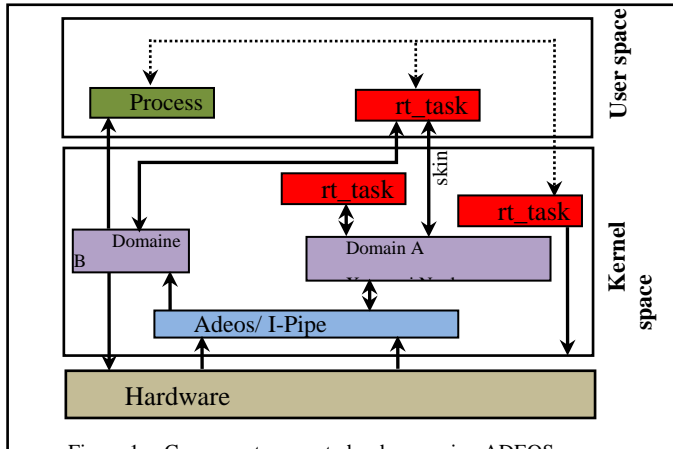 User space
Process
rt_task
skin
rt_task
rt_task
Domaine
B
Domain A
Kernel
space
Adeos/ I-Pipe
Hardware